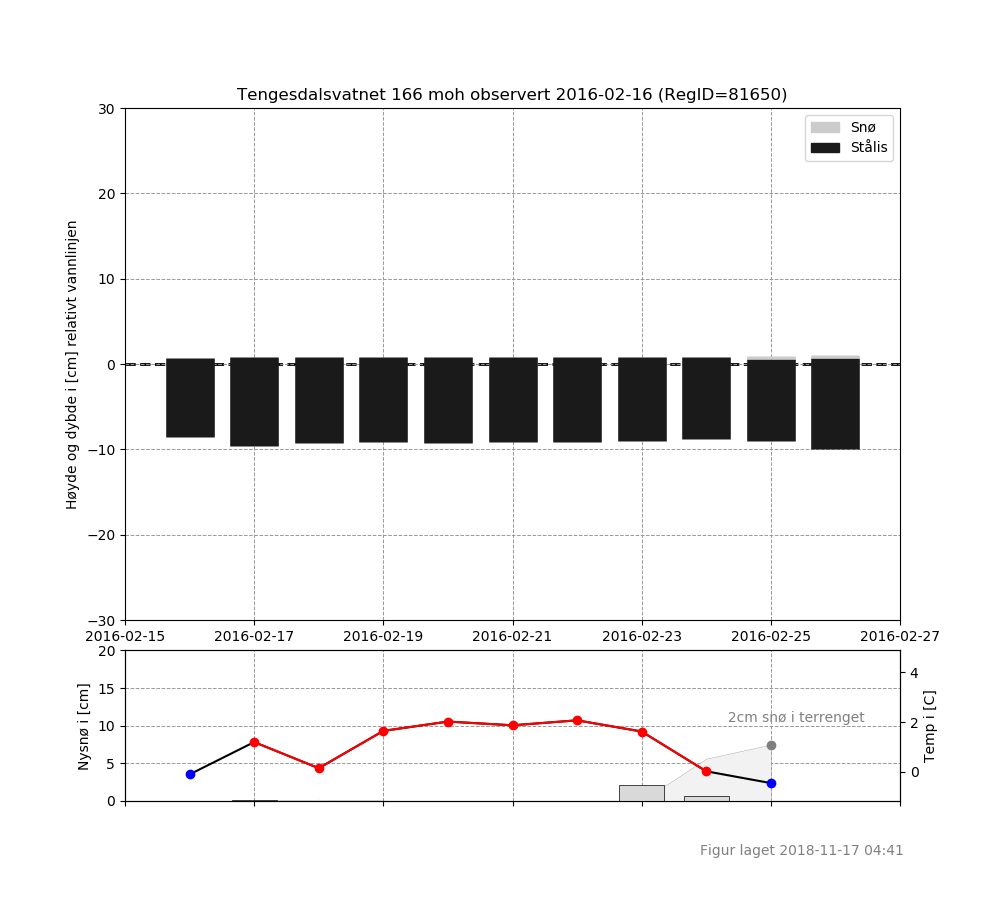 Tengesdalsvatnet 166 moh observert 2016-02-16 (RegID=81650)
Høyde og dybde i [cm] relativt vannlinjen
30
20
10
0
−10
−20
−30
Snø
Stålis
2016-02-15 2016-02-17 2016-02-19 2016-02-21 2016-02-23 2016-02-25 2016-02-27
Nysnø i [cm]
20
15
10
5
0
2cm snø i terrenget
4
2
0
Temp i [C]
Figur laget 2018-11-17 04:41